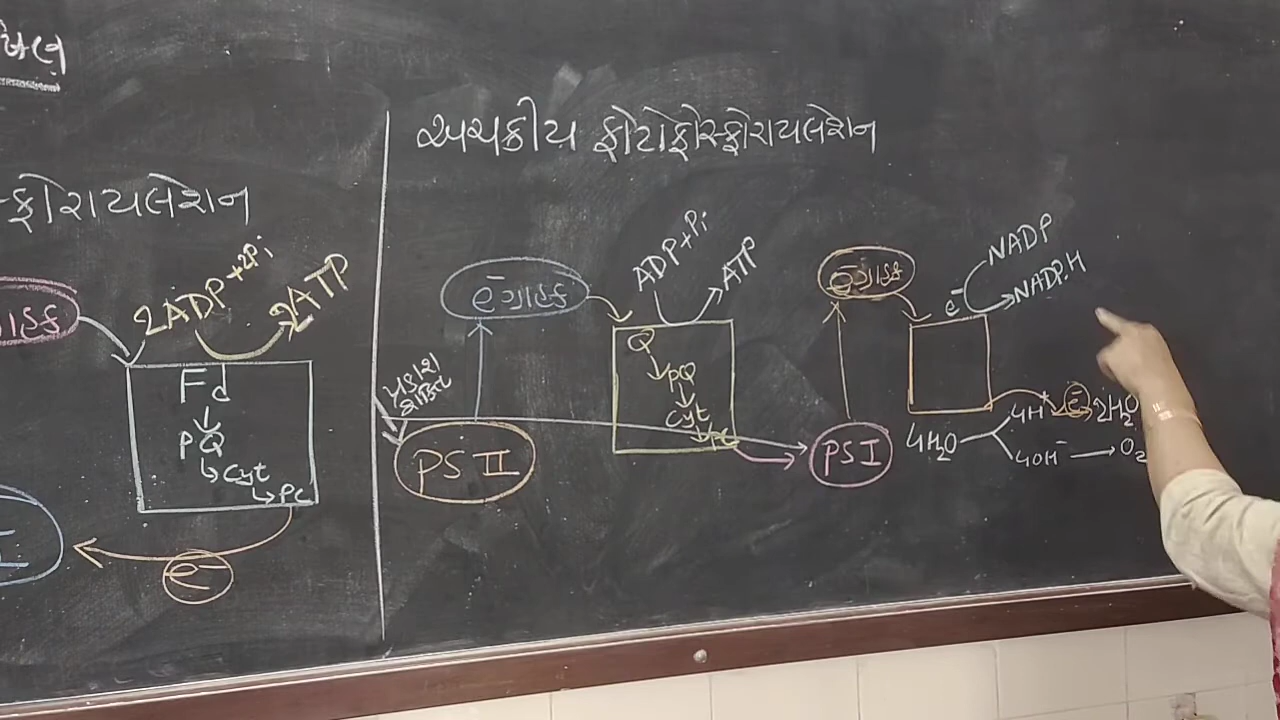 અચક્રીય ફોટોફોસ્ફોરાયલેશન
ફોરાયલેશન
2ADP+2Pi
2ATP
Fd
PQ
Cyt
PC
e-
પ્રકાશ
શક્તિ
PS II
e-ગ્રાહક
ADP+Pi
ATP
Q
PQ
Cyt
PC
PS I
e-ગ્રાહક
e-
NADP
NADP.H
4H2O
4H+
e-
2H2O
4OH-
O2